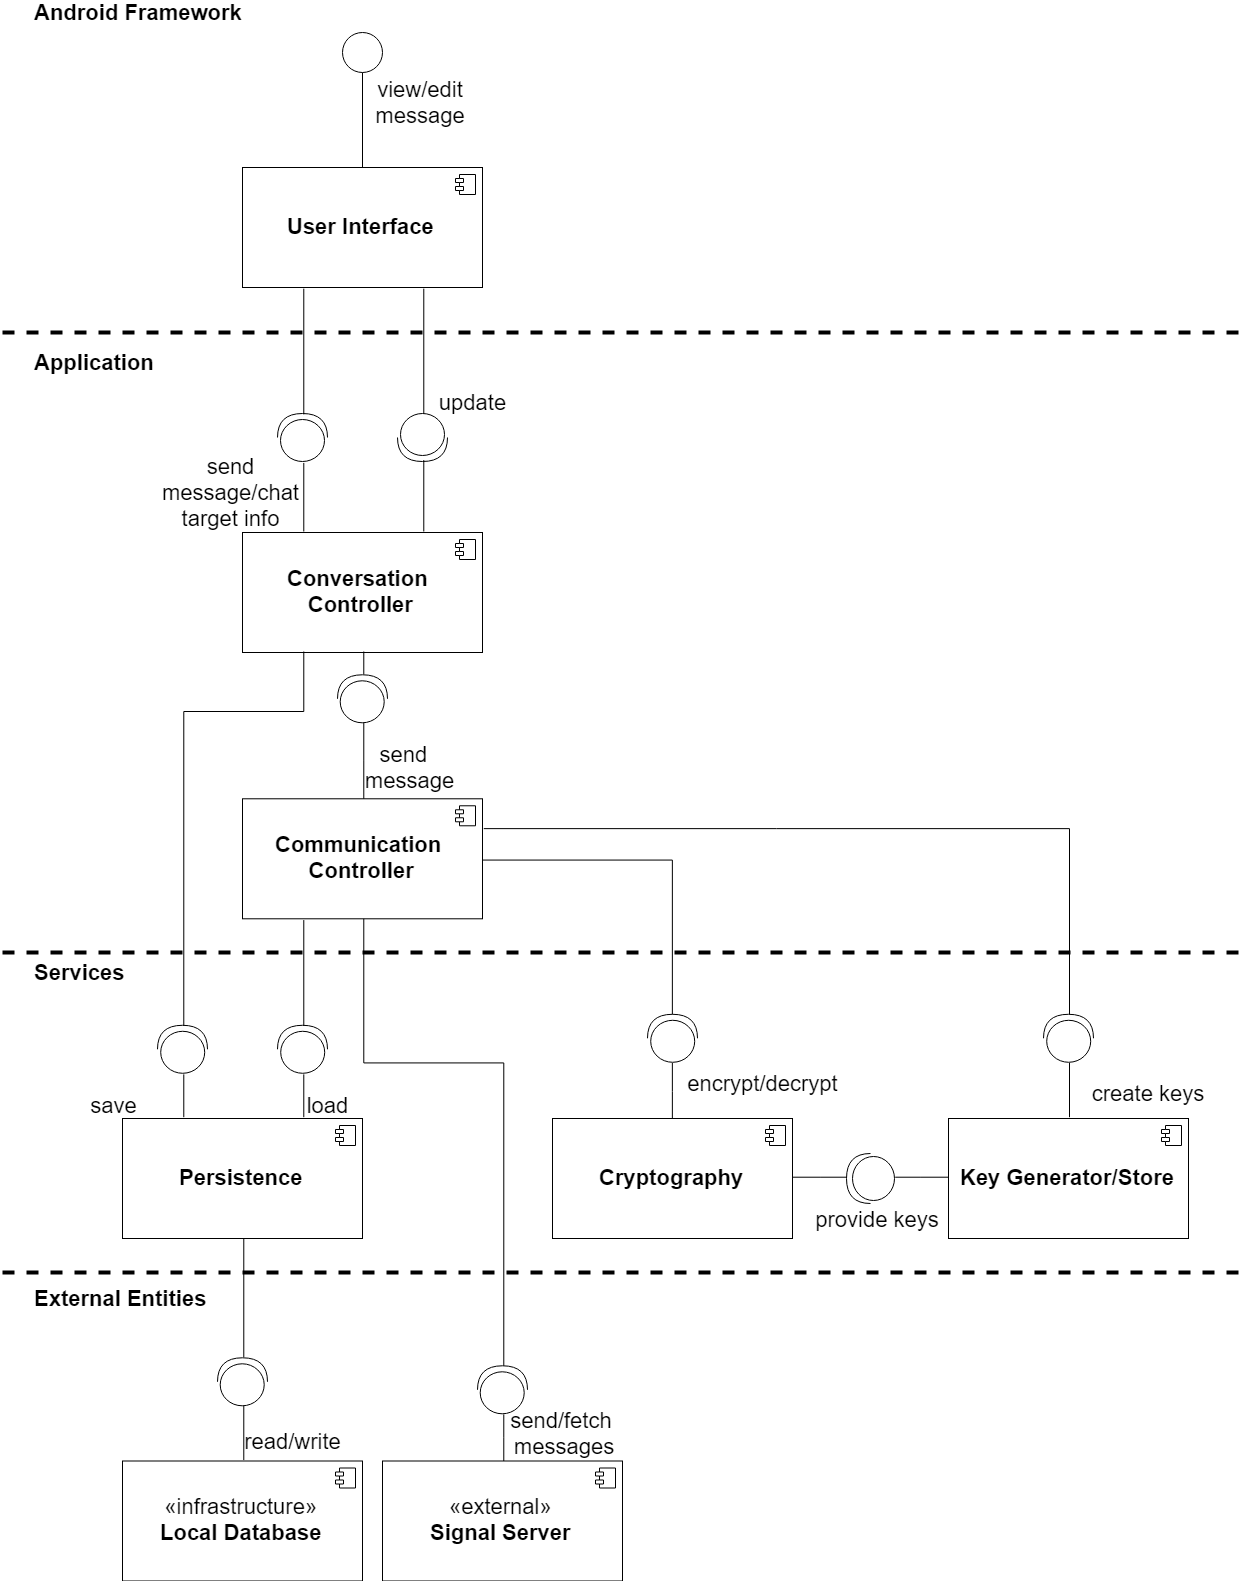 Android Framework
view/edit
message
User Interface
Application
update
send
message/chat
target info
Conversation
Controller
send
message
Communication
Controller
Services
encrypt/decrypt
create keys
save
load
Persistence
Cryptography
Key Generator/Store
provide keys
External Entities
send/fetch
messages
read/write
«infrastructure»
Local Database
«external»
Signal Server